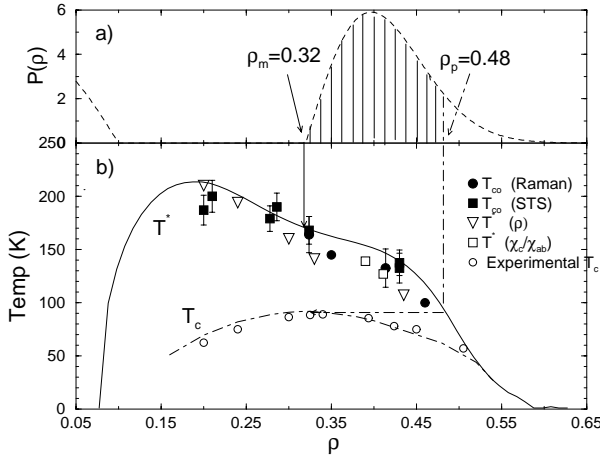 6
a)
4
P(ρ)
ρm=0.32
ρp=0.48
2
0
250
b)
200
T*
Tco (Raman)
Tco (STS)
T* (ρ)
T* (χc/χab)
Experimental Tc
150
Temp (K)
100
Tc
50
0
0.05 0.15 0.25 0.35 0.45 0.55 0.65
ρ